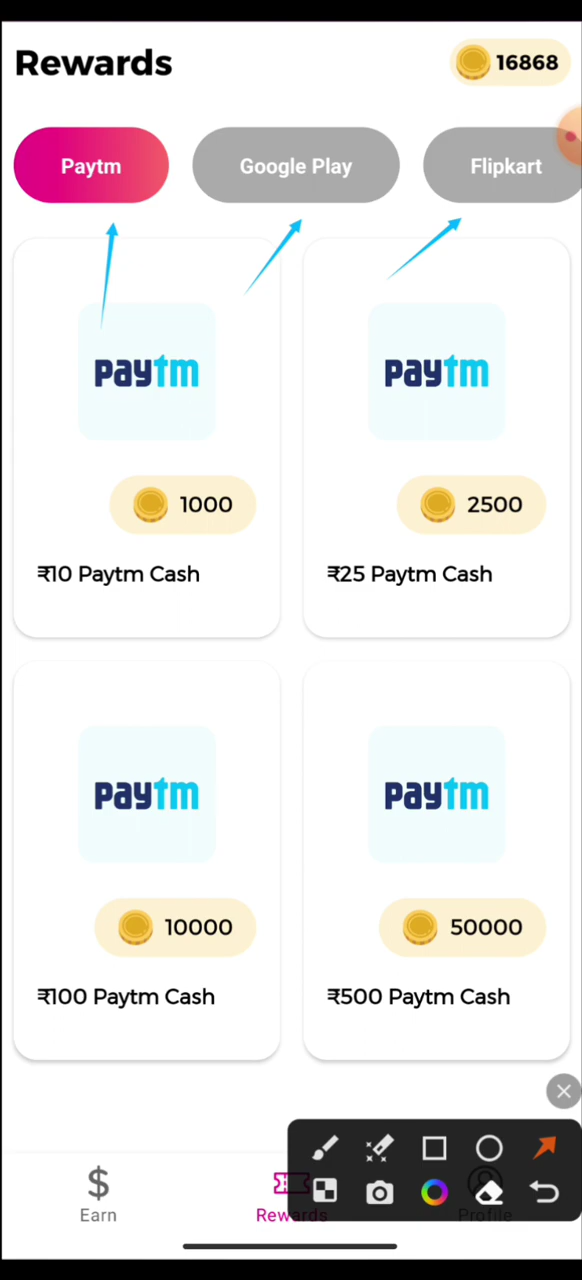 Rewards
16868
Paytm
Google Play
Flipkart
paytm
paytm
1000
2500
₹10 Paytm Cash
₹25 Paytm Cash
paytm
paytm
10000
50000
₹100 Paytm Cash
₹500 Paytm Cash
$
Earn
Rewards
Profile